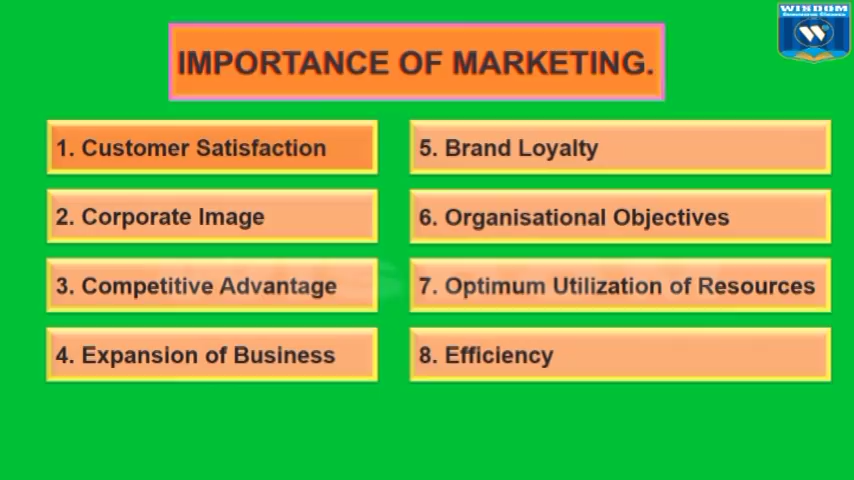 WISDOM
IMPORTANCE OF MARKETING.
1. Customer Satisfaction
2. Corporate Image
3. Competitive Advantage
4. Expansion of Business
5. Brand Loyalty
6. Organisational Objectives
7. Optimum Utilization of Resources
8. Efficiency